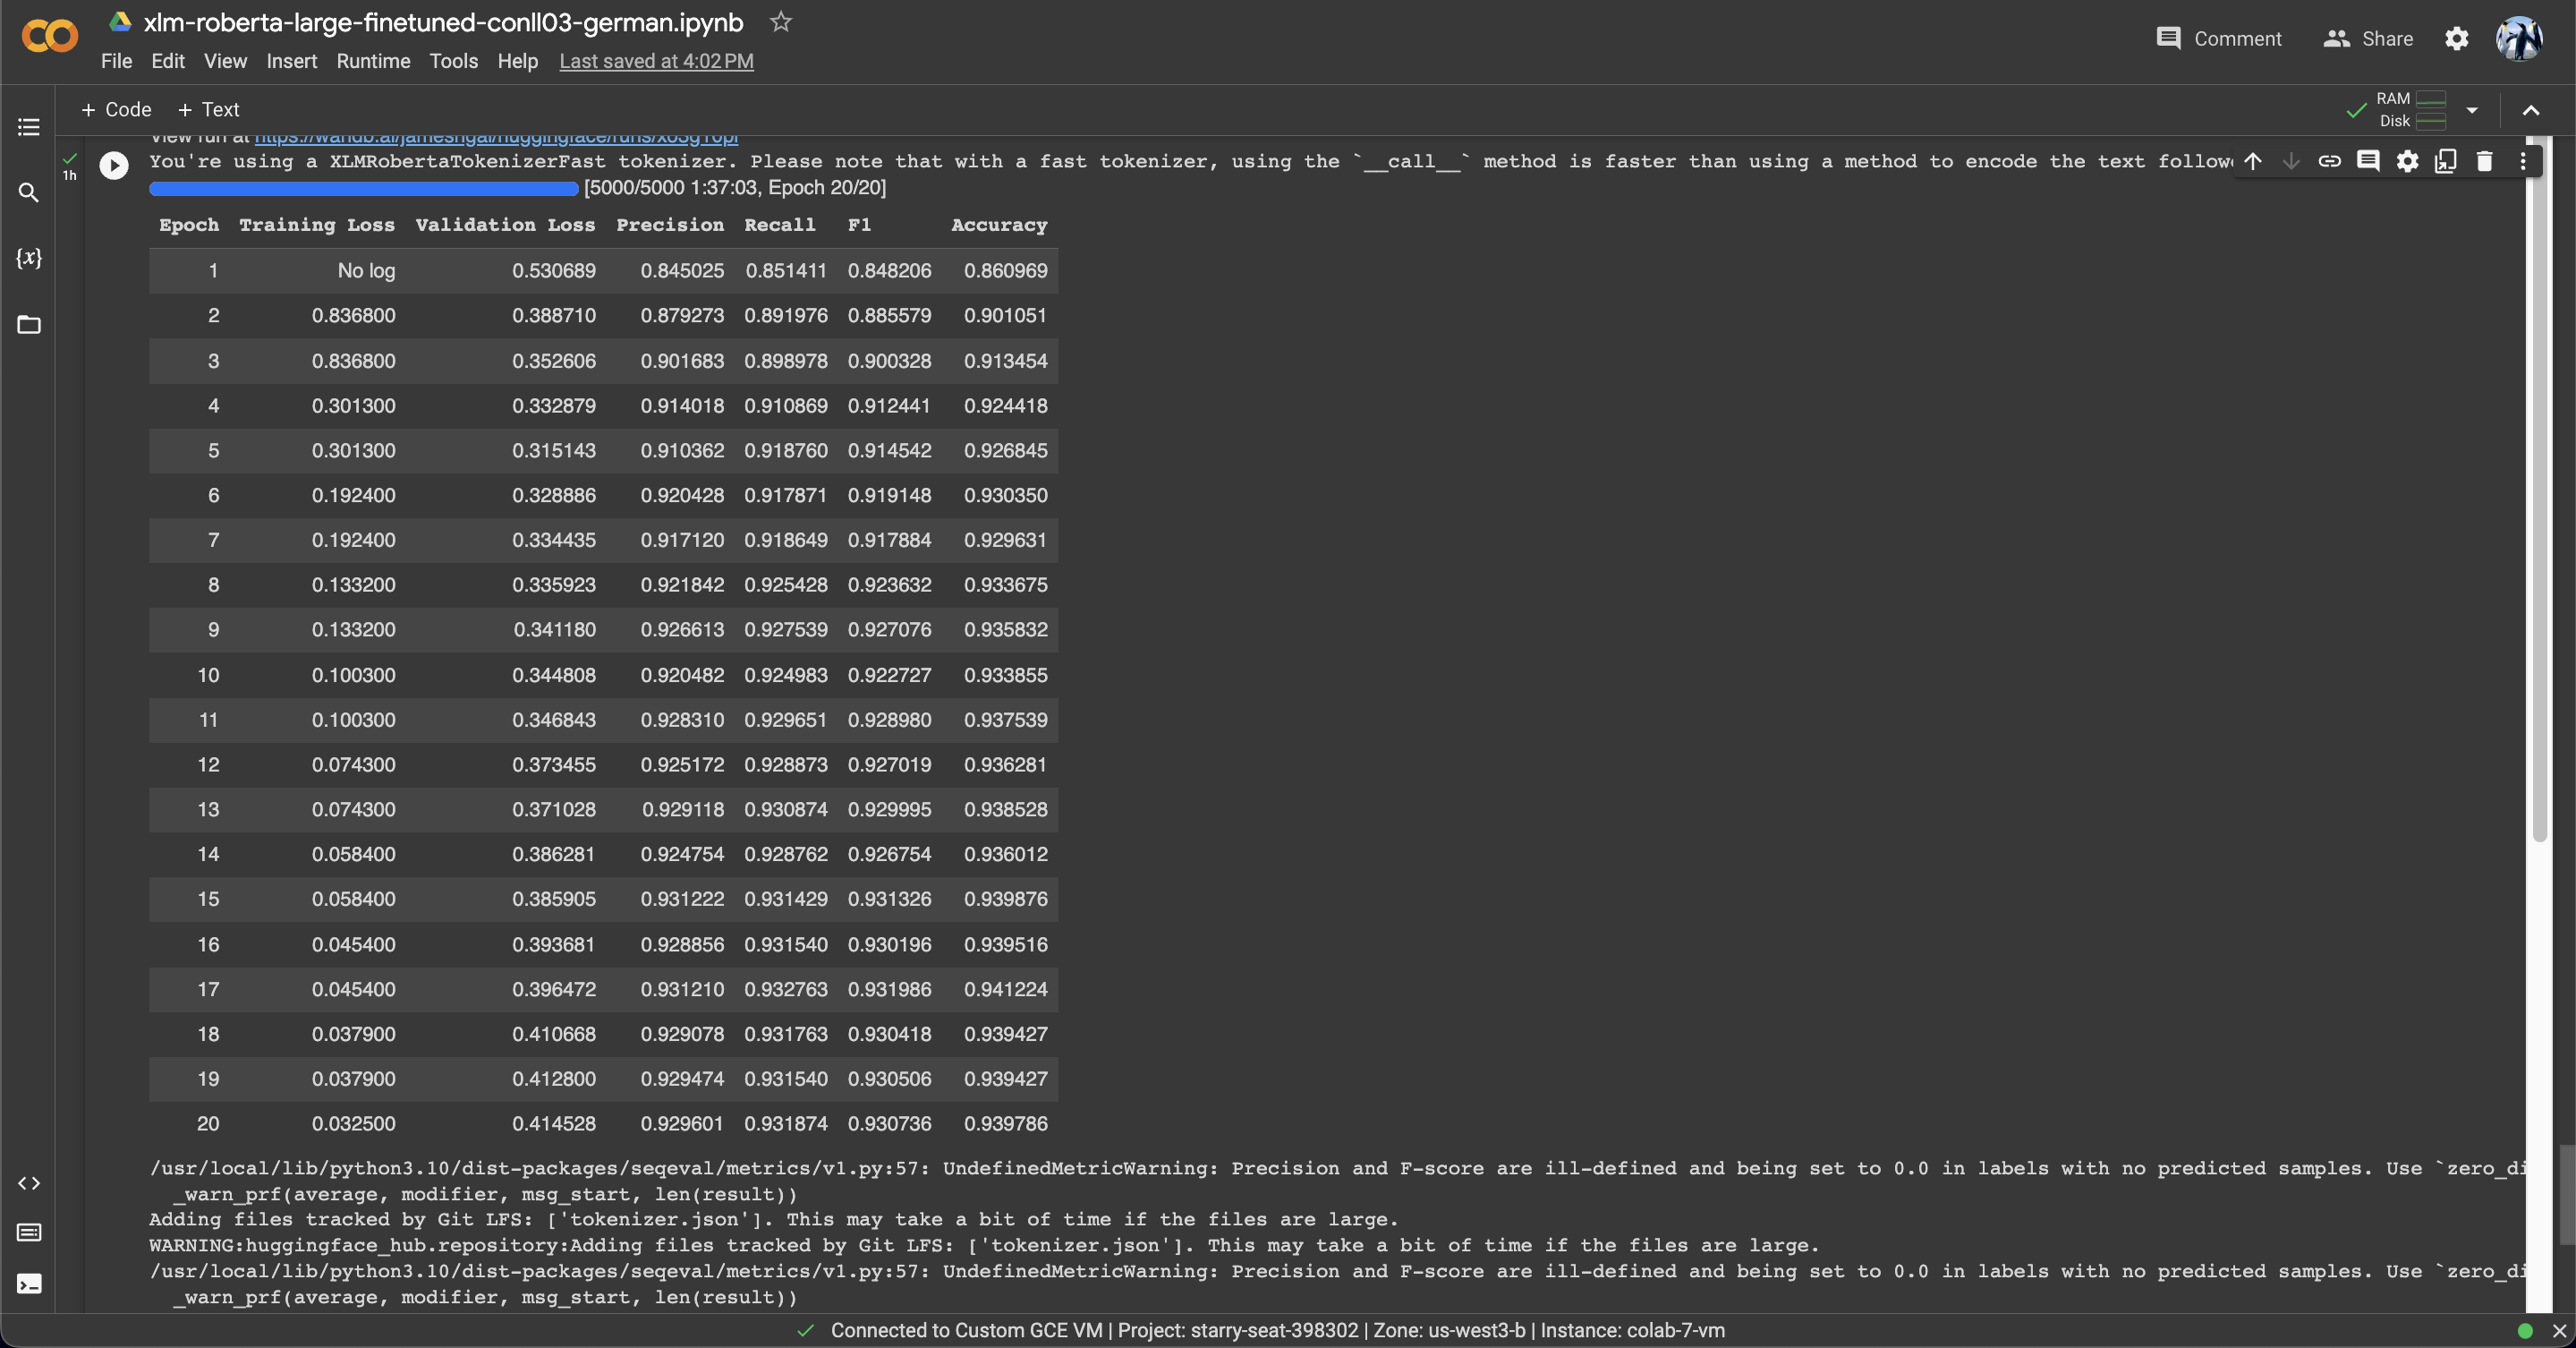 xlm-roberta-large-finetuned-conll03-german.ipynb
File Edit View Insert Runtime Tools Help Last saved at 4:02 PM
Comment Share
+ Code + Text
RAM
Disk
View run at
1h
You're using a XLMRobertaTokenizerFast tokenizer. Please note that with a fast tokenizer, using the `__call__` method is faster than using a method to encode the text
[5000/5000 1:37:03, Epoch 20/20]
Epoch Training Loss Validation Loss Precision Recall F1 Accuracy
1 No log 0.530689 0.845025 0.851411 0.848206 0.860969
2 0.836800 0.388710 0.879273 0.891976 0.885579 0.901051
3 0.836800 0.352606 0.901683 0.898978 0.900328 0.913454
4 0.301300 0.332879 0.914018 0.910869 0.912441 0.924418
5 0.301300 0.315143 0.910362 0.918760 0.914542 0.926845
6 0.192400 0.328886 0.920428 0.917871 0.919148 0.930350
7 0.192400 0.334435 0.917120 0.918649 0.917884 0.929631
8 0.133200 0.335923 0.921842 0.925428 0.923632 0.933675
9 0.133200 0.341180 0.926613 0.927539 0.927076 0.935832
10 0.100300 0.344808 0.920482 0.924983 0.922727 0.933855
11 0.100300 0.346843 0.928310 0.929651 0.928980 0.937539
12 0.074300 0.373455 0.925172 0.928873 0.927019 0.936281
13 0.074300 0.371028 0.929118 0.930874 0.929995 0.938528
14 0.058400 0.386281 0.924754 0.928762 0.926754 0.936012
15 0.058400 0.385905 0.931222 0.931429 0.931326 0.939876
16 0.045400 0.393681 0.928856 0.931540 0.930196 0.939516
17 0.045400 0.396472 0.931210 0.932763 0.931986 0.941224
18 0.037900 0.410668 0.929078 0.931763 0.930418 0.939427
19 0.037900 0.412800 0.929474 0.931540 0.930506 0.939427
20 0.032500 0.414528 0.929601 0.931874 0.930736 0.939786
/usr/local/lib/python3.10/dist-packages/seqeval/metrics/v1.py:57: UndefinedMetricWarning: Precision and F-score are ill-defined and being set to 0.0 in labels with no predicted samples. Use `zero_di
_warn_prf(average, modifier, msg_start, len(result))
Adding files tracked by Git LFS: ['tokenizer.json']. This may take a bit of time if the files are large.
WARNING:huggingface_hub.repository:Adding files tracked by Git LFS: ['tokenizer.json']. This may take a bit of time if the files are large.
/usr/local/lib/python3.10/dist-packages/seqeval/metrics/v1.py:57: UndefinedMetricWarning: Precision and F-score are ill-defined and being set to 0.0 in labels with no predicted samples. Use `zero_di
_warn_prf(average, modifier, msg_start, len(result))
Connected to Custom GCE VM | Project: starry-seat-398302 | Zone: us-west3-b | Instance: colab-7-vm